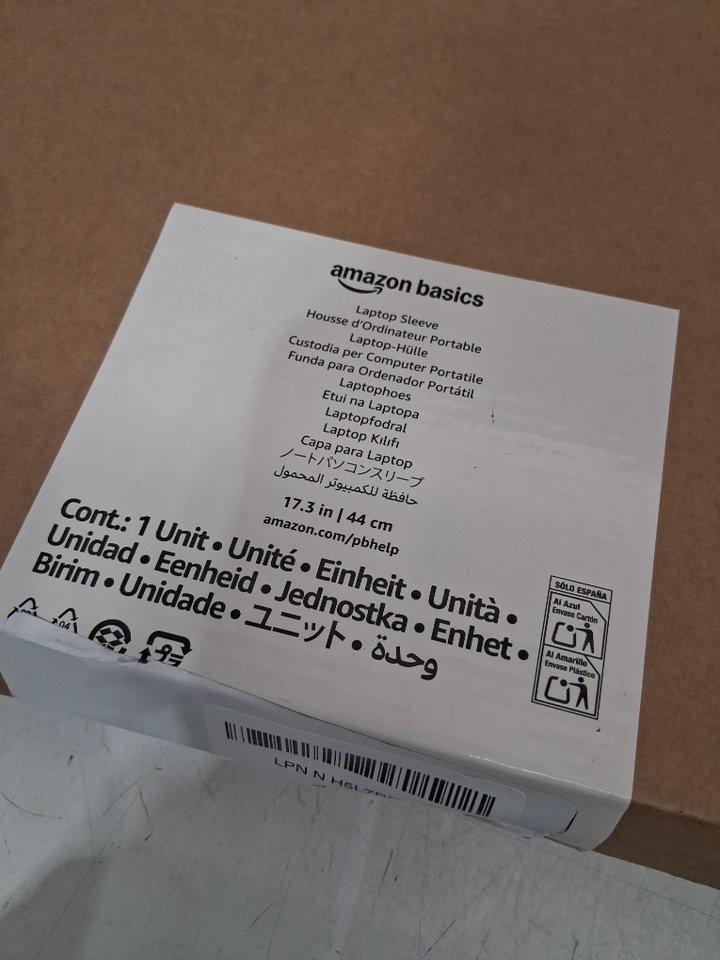 amazon basics
Laptop Sleeve
Housse d'Ordinateur Portable
Laptop-Hülle
Custodia per Computer Portatile
Funda para Ordenador Portátil
Laptophoes
Etui na Laptopa
Laptopfodral
Laptop Kılıfı
Capa para Laptop
ノートパソコンスリーブ
حافظة للكمبيوتر المحمول
17.3 in | 44 cm
amazon.com/pbhelp
Cont.: 1 Unit • Unité • Einheit • Unità •
Unidad • Eenheid • Jednostka • Enhet •
Birim • Unidade • ユニット • وحدة
SÓLO ESPAÑA
Al Azul
Envase Cartón
Al Amarillo
Envase Plástico
LPN N